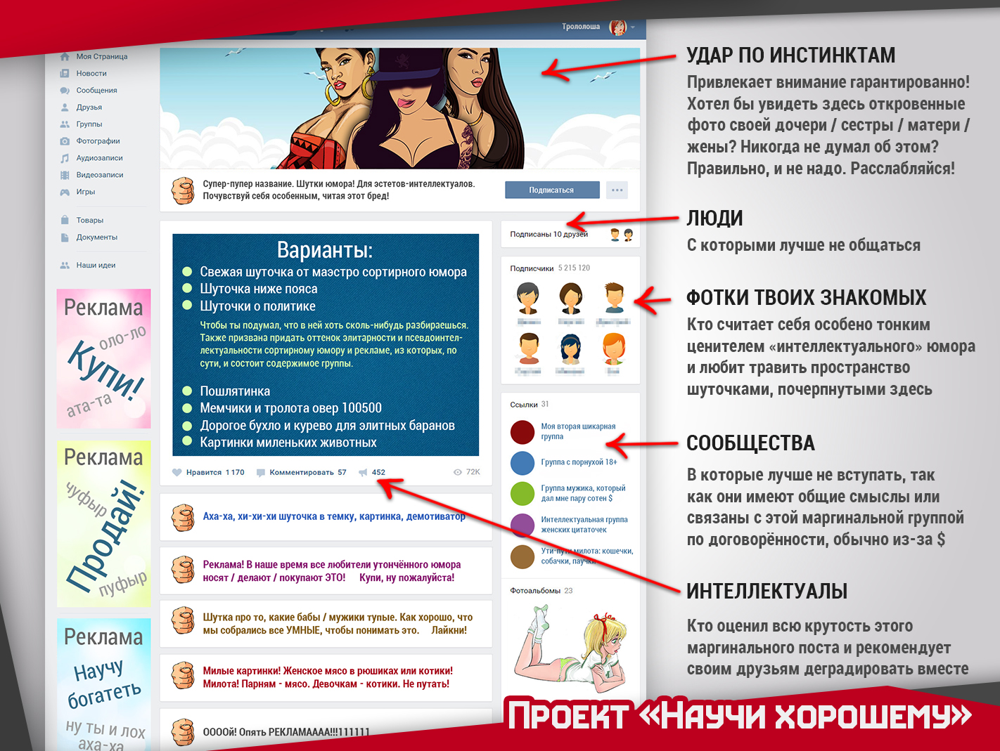 Трололоша
Моя Страница
Новости
Сообщения
Друзья
Группы
Фотографии
Аудиозаписи
Видеозаписи
Игры
Товары
Документы
Наши идеи
Реклама
оло-ло
Купи!
ата-та
Реклама
чуфыр
Продай!
пуфыр
Реклама
Научу
богатеть
ну ты и лох
аха-ха
Супер-пупер название. Шутки юмора! Для эстетов-интеллектуалов.
Почувствуй себя особенным, читая этот бред!
Подписаться
Варианты:
Свежая шуточка от маэстро сортирного юмора
Шуточка ниже пояса
Шуточки о политике
Чтобы ты подумал, что в ней хоть сколь-нибудь разбираешься.
Также призвана придать оттенок элитарности и псевдоинтел-
лектуальности сортирному юмору и рекламе, из которых, по
сути, и состоит содержимое группы.
Пошлятинка
Мемчики и тролота овер 100500
Дорогое бухло и курево для элитных баранов
Картинки миленьких животных
Нравится 1170 Комментировать 57 452 72K
Аха-ха, хи-хи-хи шуточка в темку, картинка, демотиватор
Реклама! В наше время все любители утончённого юмора
носят / делают / покупают ЭТО! Купи, ну пожалуйста!
Шутка про то, какие бабы / мужики тупые. Как хорошо, что
мы собрались все УМНЫЕ, чтобы понимать это. Лайкни!
Милые картинки! Женское мясо в рюшиках или котики!
Милота! Парням - мясо. Девочкам - котики. Не путать!
ООООй! Опять РЕКЛАМАААА!!!111111
Подписаны 10 друзей
Подписчики 5 215 120
Ссылки 31
Моя вторая шикарная
группа
Группа с порнухой 18+
Группа мужика, который
дал мне пару сотен $
Интеллектуальная группа
женских цитаточек
Ути-пути милота: кошечки,
собачки, паучки
Фотоальбомы 23
УДАР ПО ИНСТИНКТАМ
Привлекает внимание гарантированно!
Хотел бы увидеть здесь откровенные
фото своей дочери / сестры / матери /
жены? Никогда не думал об этом?
Правильно, и не надо. Расслабляйся!
ЛЮДИ
С которыми лучше не общаться
ФОТКИ ТВОИХ ЗНАКОМЫХ
Кто считает себя особено тонким
ценителем «интеллектуального» юмора
и любит травить пространство
шуточками, почерпнутыми здесь
СООБЩЕСТВА
В которые лучше не вступать, так
как они имеют общие смыслы или
связаны с этой маргинальной группой
по договорённости, обычно из-за $
ИНТЕЛЛЕКТУАЛЫ
Кто оценил всю крутость этого
маргинального поста и рекомендует
своим друзьям деградировать вместе
Проект «Научи хорошему»